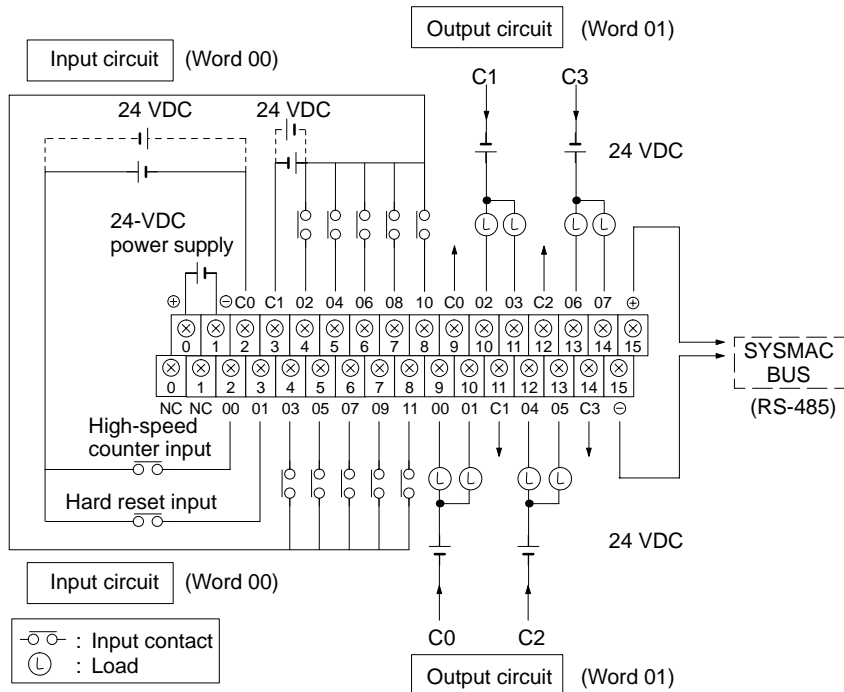 Output circuit (Word 01)
Input circuit (Word 00)
C1 C3
24 VDC 24 VDC
24 VDC
24-VDC
power supply
⊕ ⊖ C0 C1 02 04 06 08 10 C0 02 03 C2 06 07 ⊕
0 1 2 3 4 5 6 7 8 9 10 11 12 13 14 15
0 1 2 3 4 5 6 7 8 9 10 11 12 13 14 15
NC NC 00 01 03 05 07 09 11 00 01 C1 04 05 C3 ⊖
L L L L
SYSMAC
BUS
(RS-485)
High-speed
counter input
L L L L
Hard reset input
24 VDC
Input circuit (Word 00)
: Input contact
L : Load
C0 C2
Output circuit (Word 01)